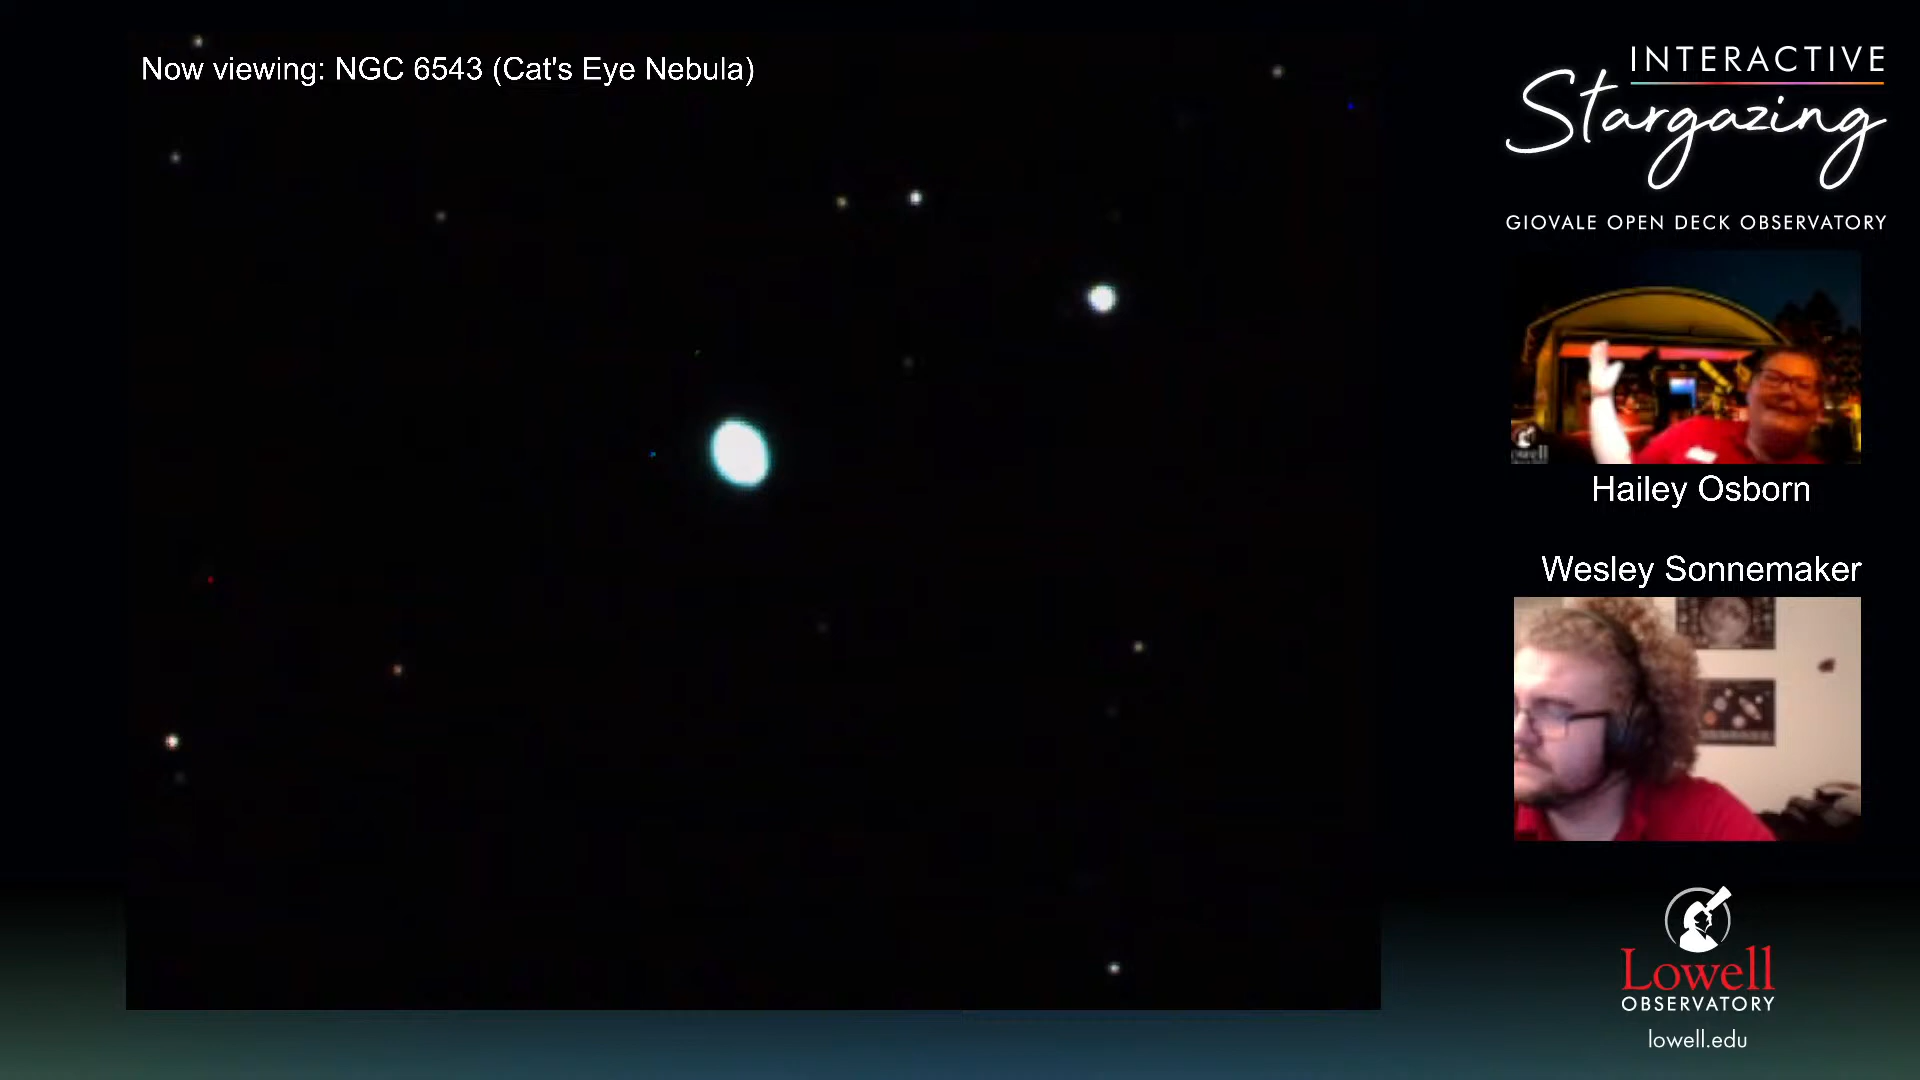 Now viewing: NGC 6543 (Cat's Eye Nebula)
INTERACTIVE
Stargazing
GIOVALE OPEN DECK OBSERVATORY
Lowell
Hailey Osborn
Wesley Sonnemaker
Lowell
OBSERVATORY
lowell.edu